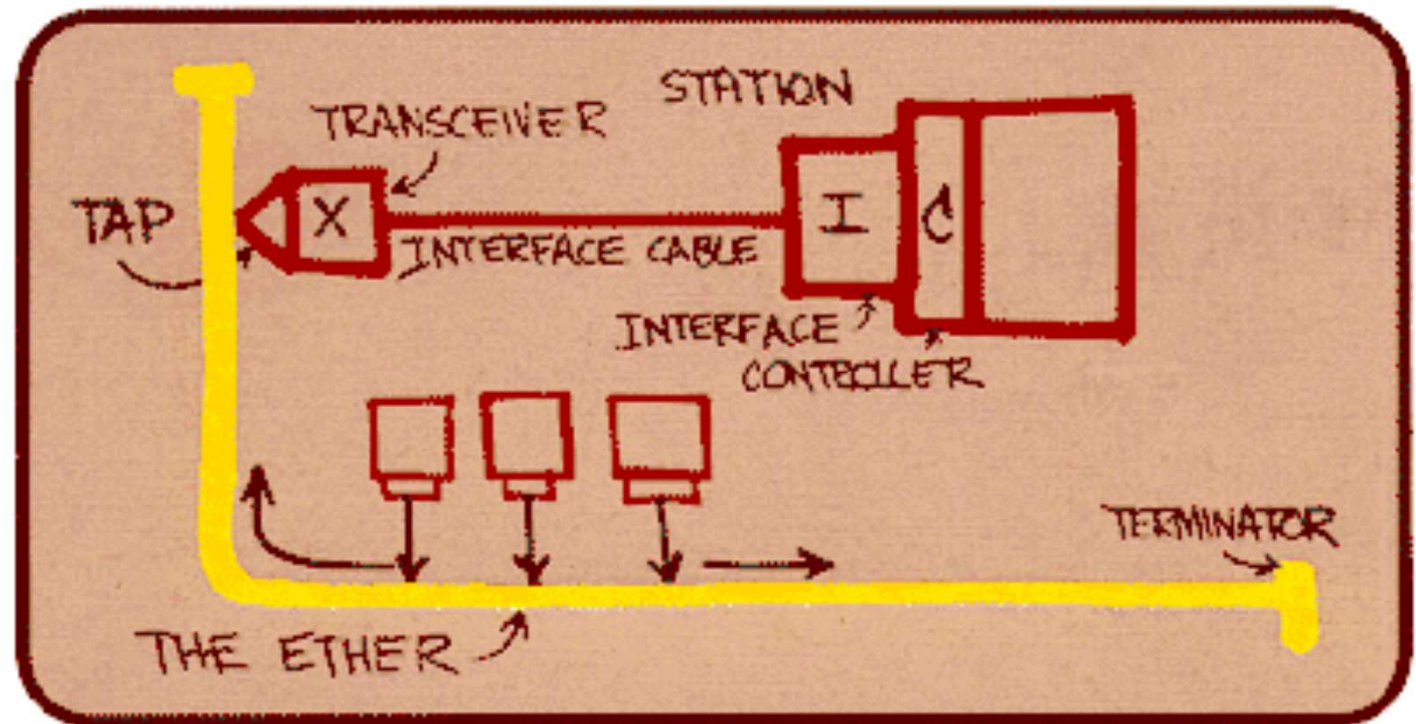 STATION
TRANSCEIVER
TAP
X
I
C
INTERFACE CABLE
INTERFACE
CONTROLLER
TERMINATOR
THE ETHER